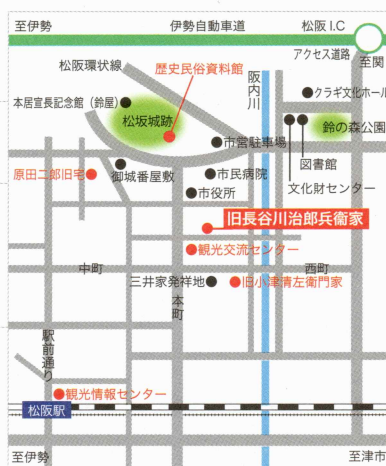 至伊勢
伊勢自動車道
松阪 I.C
アクセス道路
至関
松阪環状線
歴史民俗資料館
阪内川
本居宣長記念館（鈴屋）
クラギ文化ホール
松坂城跡
鈴の森公園
市営駐車場
図書館
原田二郎旧宅
御城番屋敷
市民病院
文化財センター
市役所
旧長谷川治郎兵衛家
観光交流センター
中町
西町
三井家発祥地
旧小津清左衛門家
本町
駅前通り
観光情報センター
松阪駅
至伊勢
至津市